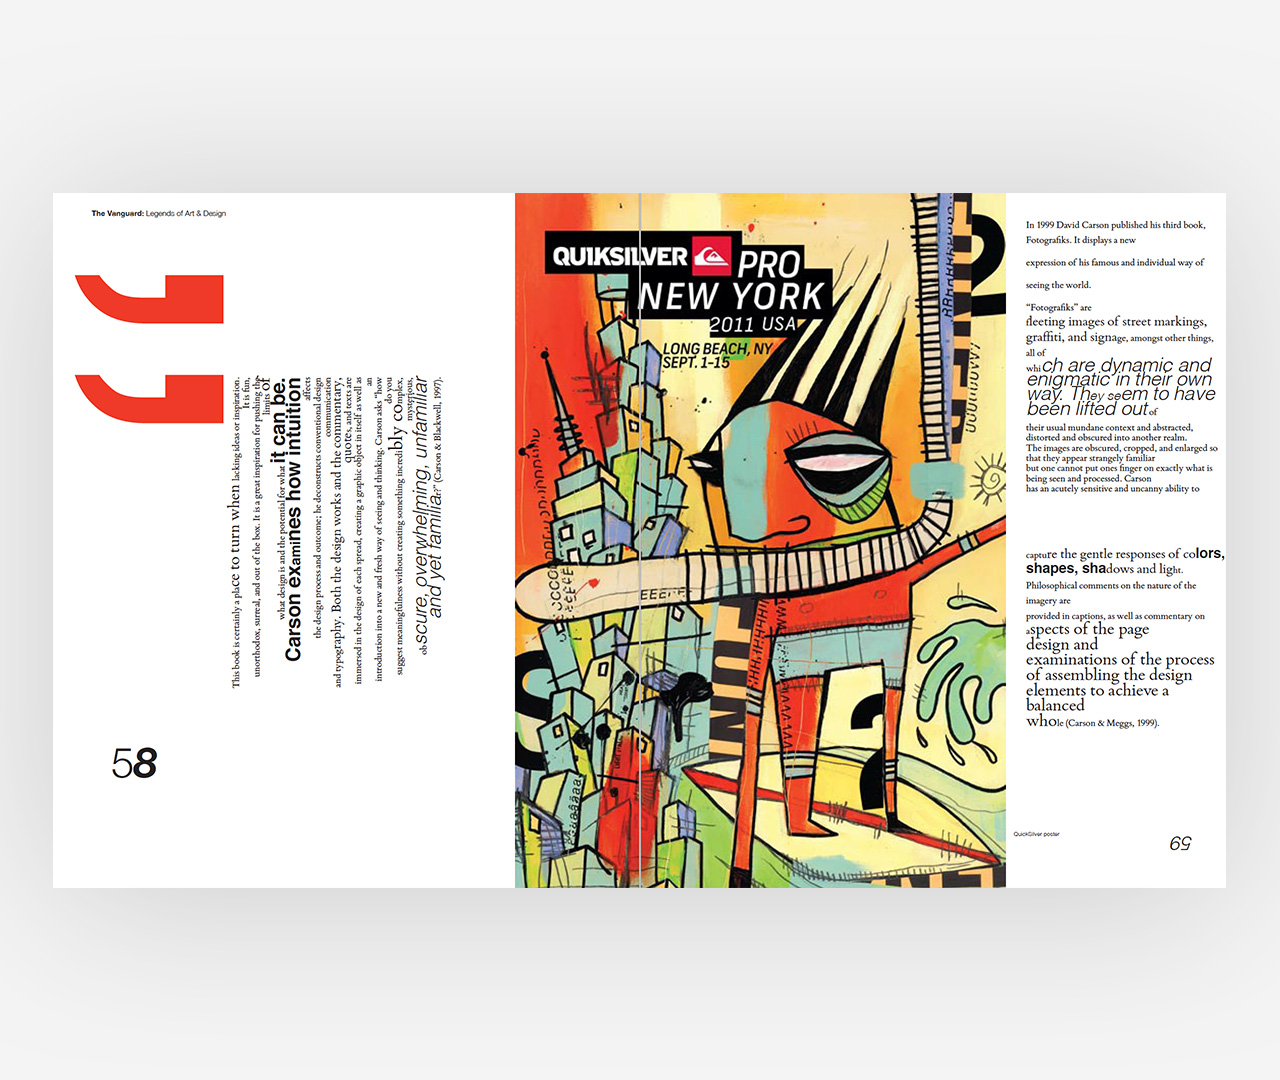 The Vanguard: Legends of Art & Design
This book is certainly a place to turn when lacking ideas or inspiration.
It is fun,
unorthodox, surreal, and out of the box. It is a great inspiration for pushing the
limits of
what design is and the potential for what it can be.
Carson examines how intuition
affects
the design process and outcome; he deconstructs conventional design
communication
and typography. Both the design works and the commentary,
quotes, and texts are
immersed in the design of each spread, creating a graphic object in itself as well as
an
introduction into a new and fresh way of seeing and thinking. Carson asks “how
do you
suggest meaningfulness without creating something incredibly complex,
mysterious,
obscure, overwhelming, unfamiliar
and yet familiar?” (Carson & Blackwell, 1997).
58
QUIKSILVER PRO
NEW YORK
2011 USA
LONG BEACH, NY
SEPT. 1-15
2
EEEE
In 1999 David Carson published his third book,
Fotografiks. It displays a new
expression of his famous and individual way of
seeing the world.
“Fotografiks” are
fleeting images of street markings,
graffiti, and signage, amongst other things,
all of
which are dynamic and
enigmatic in their own
way. They seem to have
been lifted out of
their usual mundane context and abstracted,
distorted and obscured into another realm.
The images are obscured, cropped, and enlarged so
that they appear strangely familiar
but one cannot put ones finger on exactly what is
being seen and processed. Carson
has an acutely sensitive and uncanny ability to
capture the gentle responses of colors,
shapes, shadows and light.
Philosophical comments on the nature of the
imagery are
provided in captions, as well as commentary on
aspects of the page
design and
examinations of the process
of assembling the design
elements to achieve a
balanced
whole (Carson & Meggs, 1999).
QuickSilver poster
59